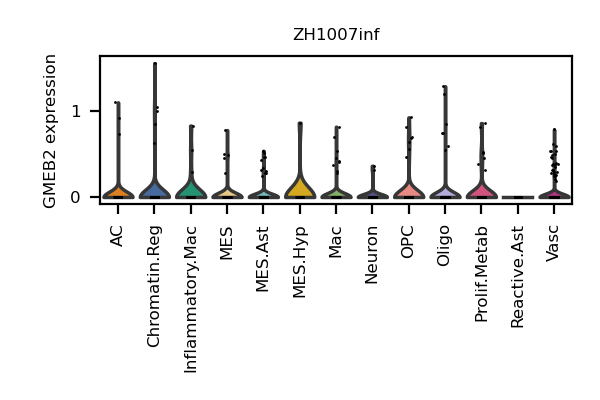 ZH1007inf
GMEB2 expression
1
0
AC
Chromatin.Reg
Inflammatory.Mac
MES
MES.Ast
MES.Hyp
Mac
Neuron
OPC
Oligo
Prolif.Metab
Reactive.Ast
Vasc